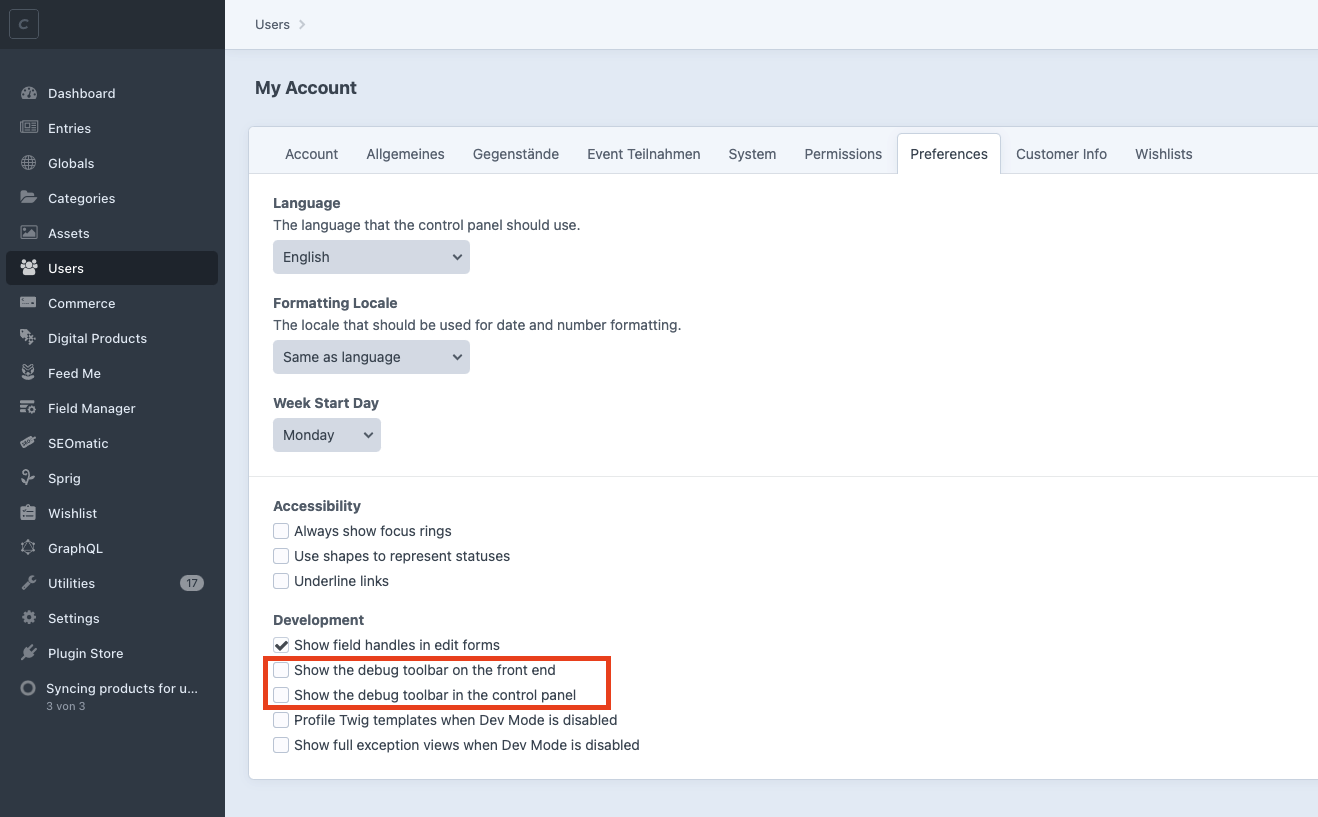 C
Users
My Account
Dashboard
Entries
Globals
Categories
Assets
Users
Commerce
Digital Products
Feed Me
Field Manager
SEOmatic
Sprig
Wishlist
GraphQL
Utilities 17
Settings
Plugin Store
Syncing products for u...
3 von 3
Account Allgemeines Gegenstände Event Teilnahmen System Permissions Preferences Customer Info Wishlists
Language
The language that the control panel should use.
English
Formatting Locale
The locale that should be used for date and number formatting.
Same as language
Week Start Day
Monday
Accessibility
Always show focus rings
Use shapes to represent statuses
Underline links
Development
Show field handles in edit forms
Show the debug toolbar on the front end
Show the debug toolbar in the control panel
Profile Twig templates when Dev Mode is disabled
Show full exception views when Dev Mode is disabled